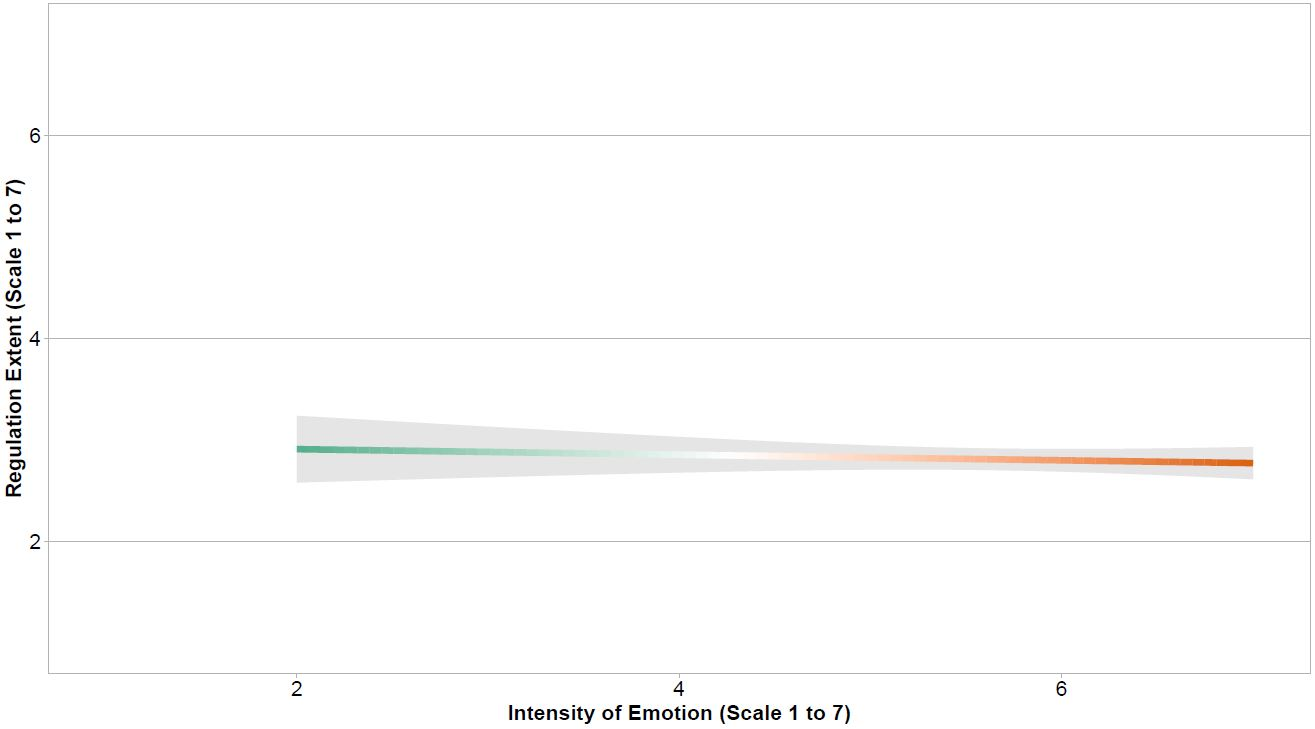 Regulation Extent (Scale 1 to 7)
6
4
2
2 4 6
Intensity of Emotion (Scale 1 to 7)